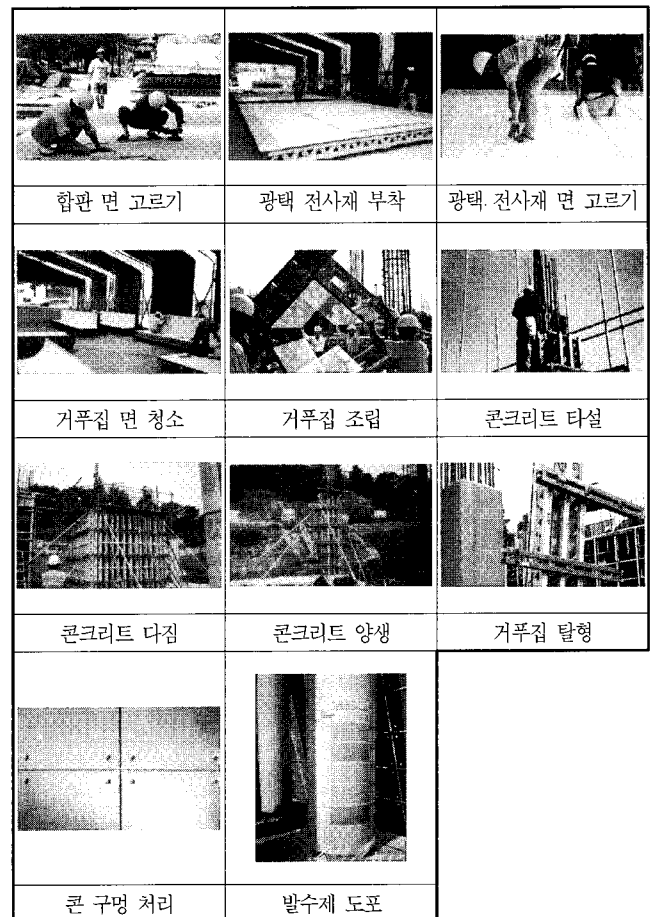 합판 면 고르기
광택 전사재 부착
광택 전사재 면 고르기
거푸집 면 청소
거푸집 조립
콘크리트 타설
콘크리트 다짐
콘크리트 양생
거푸집 탈형
콘 구멍 처리
발수제 도포